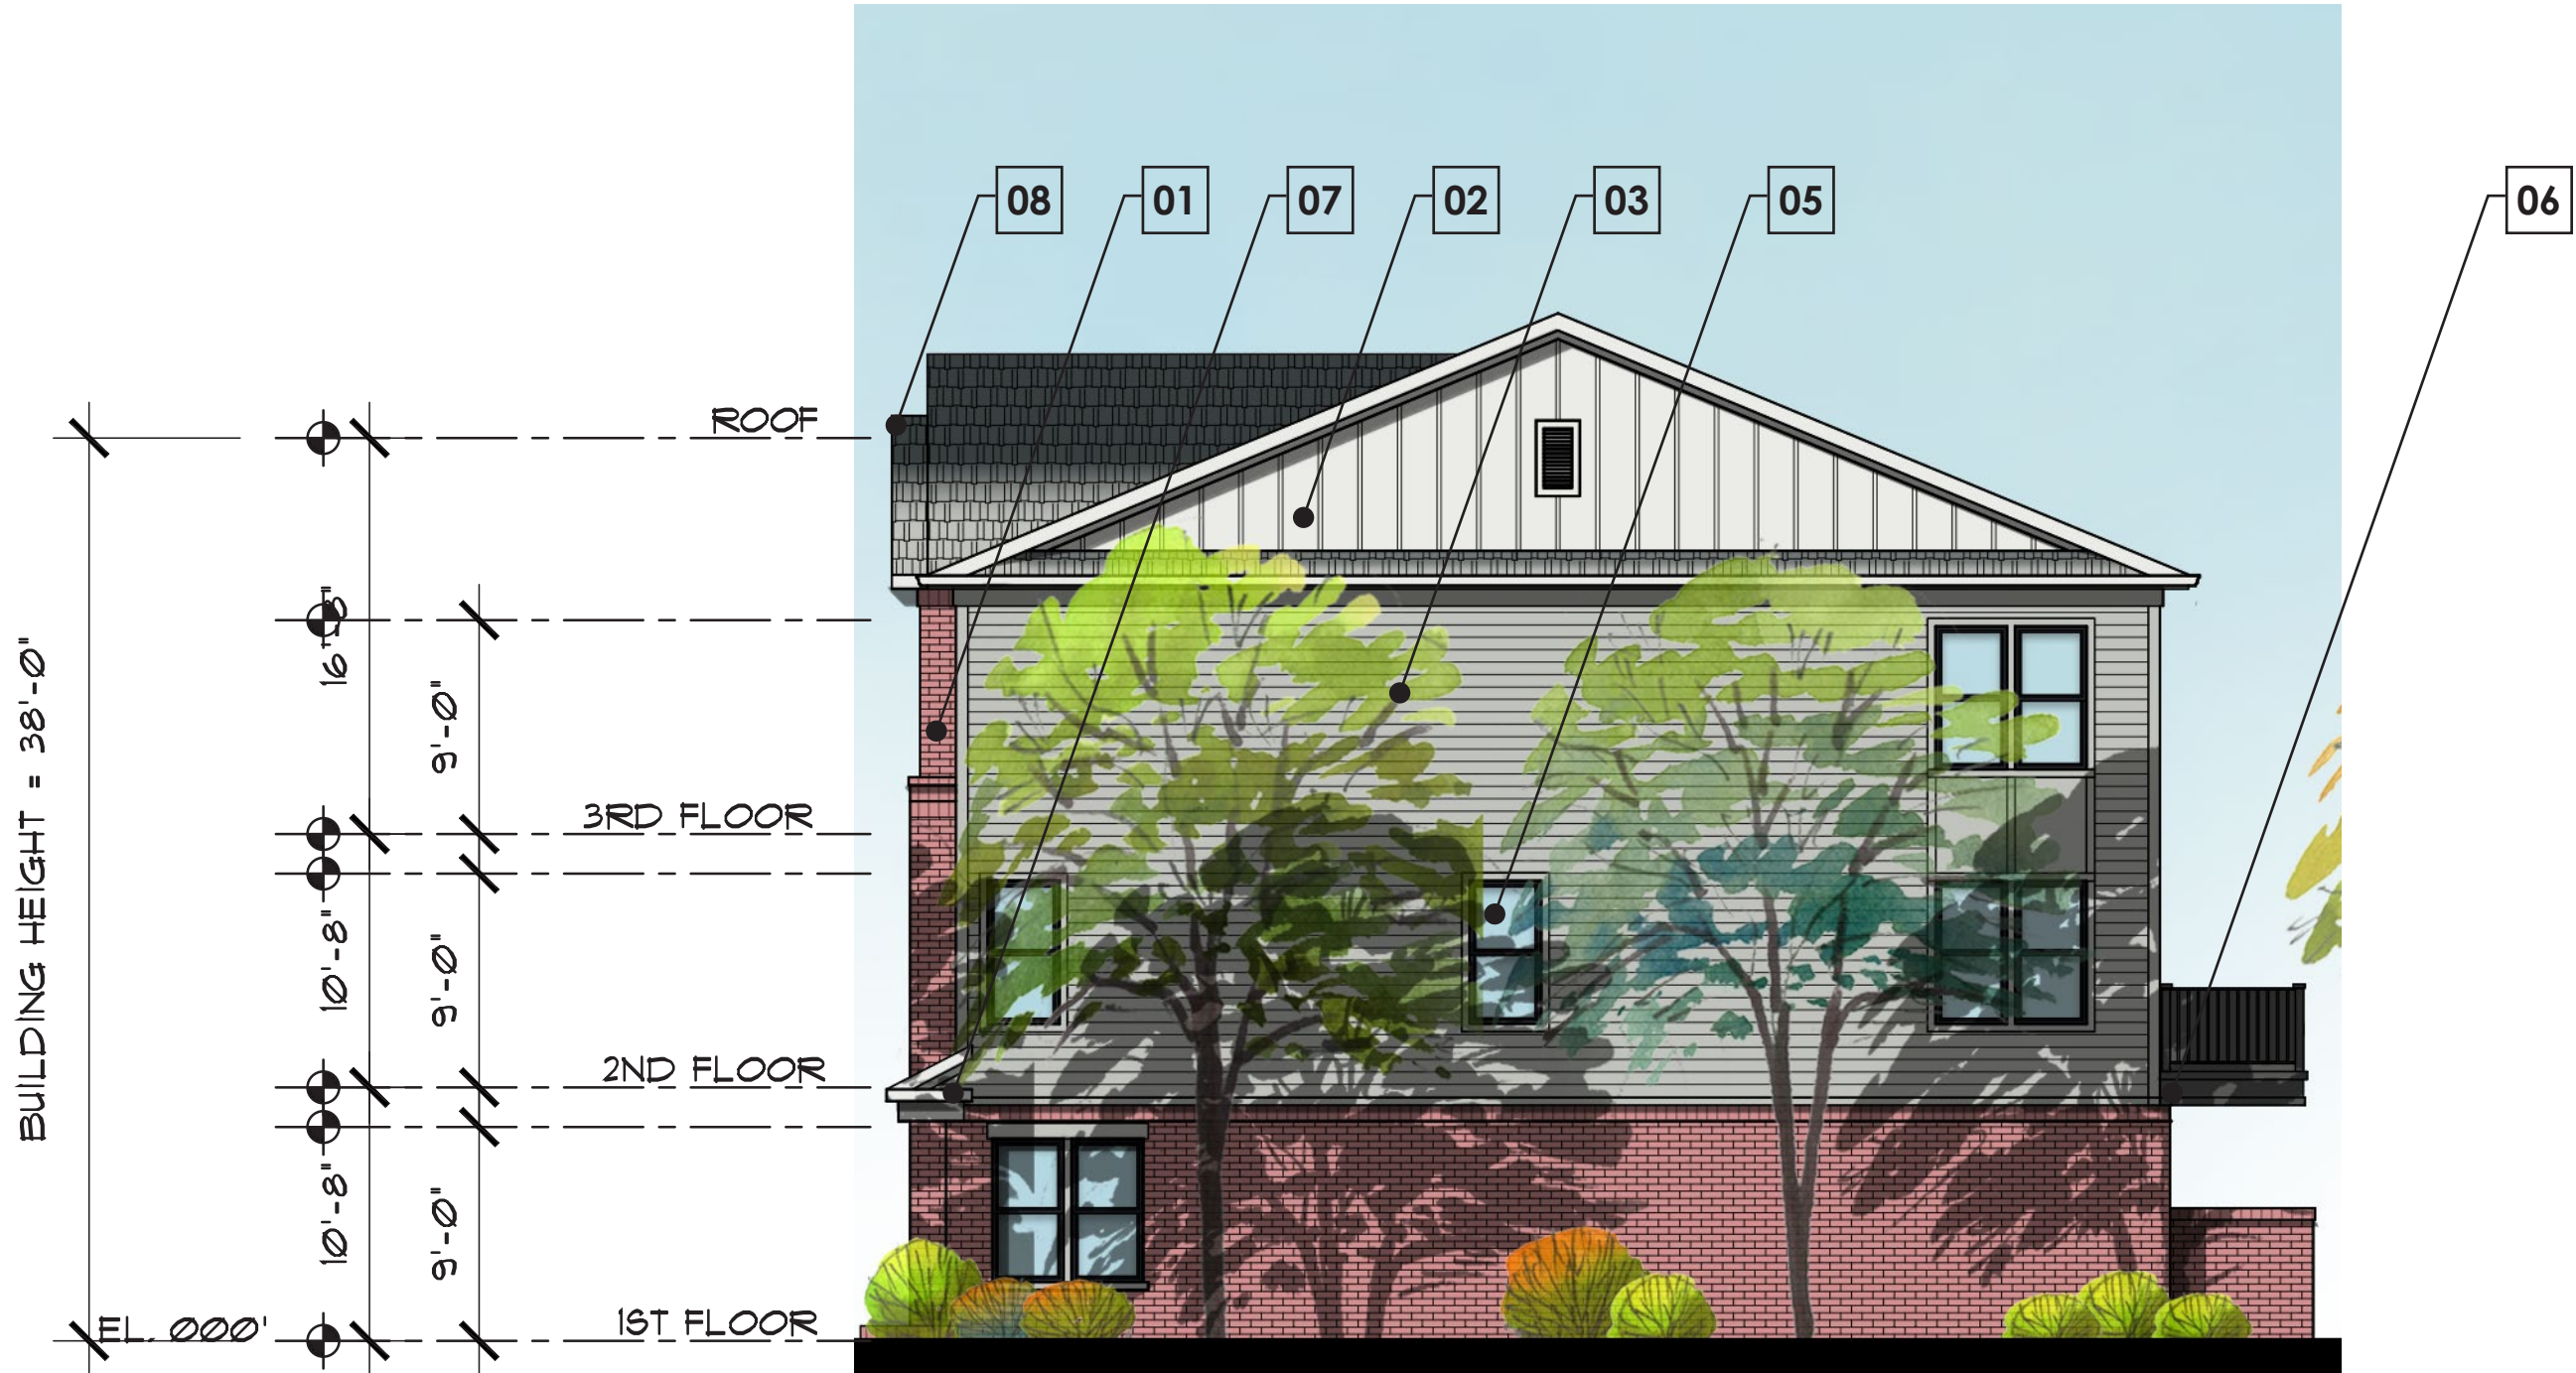 08
01
07
02
03
05
06
ROOF
3RD FLOOR
9'-0"
BUILDING HEIGHT = 38'-0"
10'-8"
9'-0"
2ND FLOOR
10'-8"
9'-0"
EL. 000'
1ST FLOOR